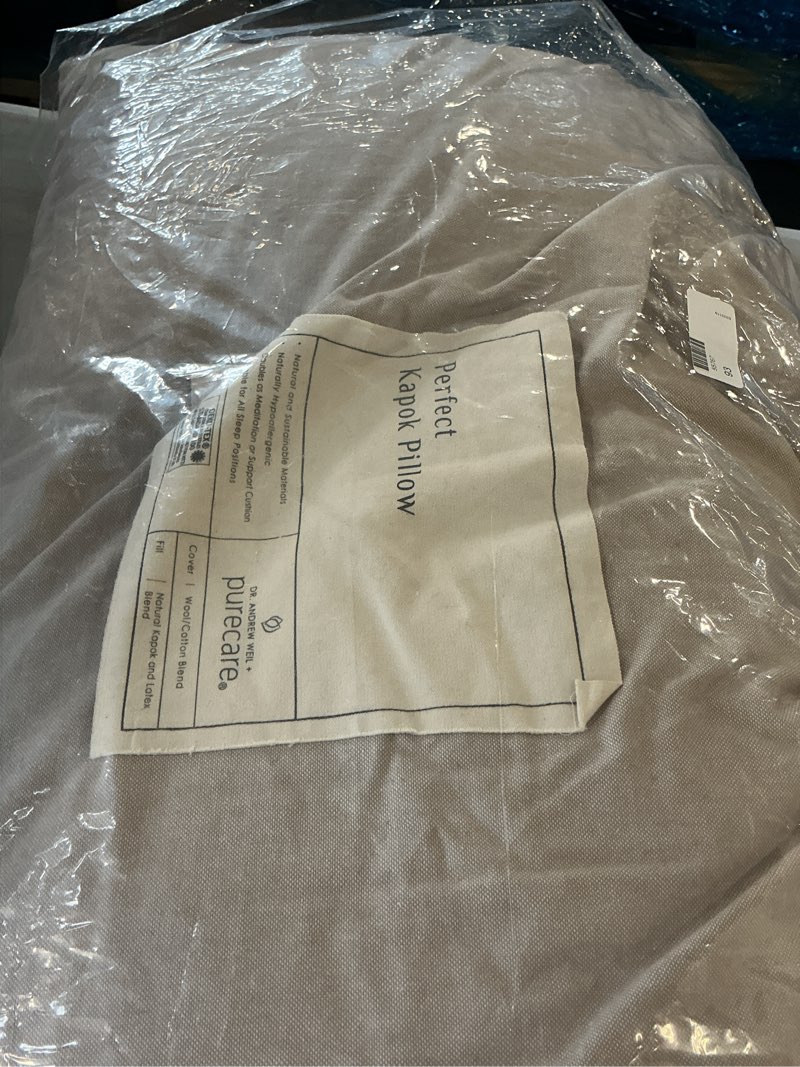 Perfect
Kapok Pillow
• Natural and Sustainable Materials
• Naturally Hypoallergenic
Doubles as Meditation or Support Cushion
for All Sleep Positions
DR. ANDREW WEIL +
purecare®
Cover | Wool/Cotton Blend
Fill | Natural Kapok and Latex
Blend